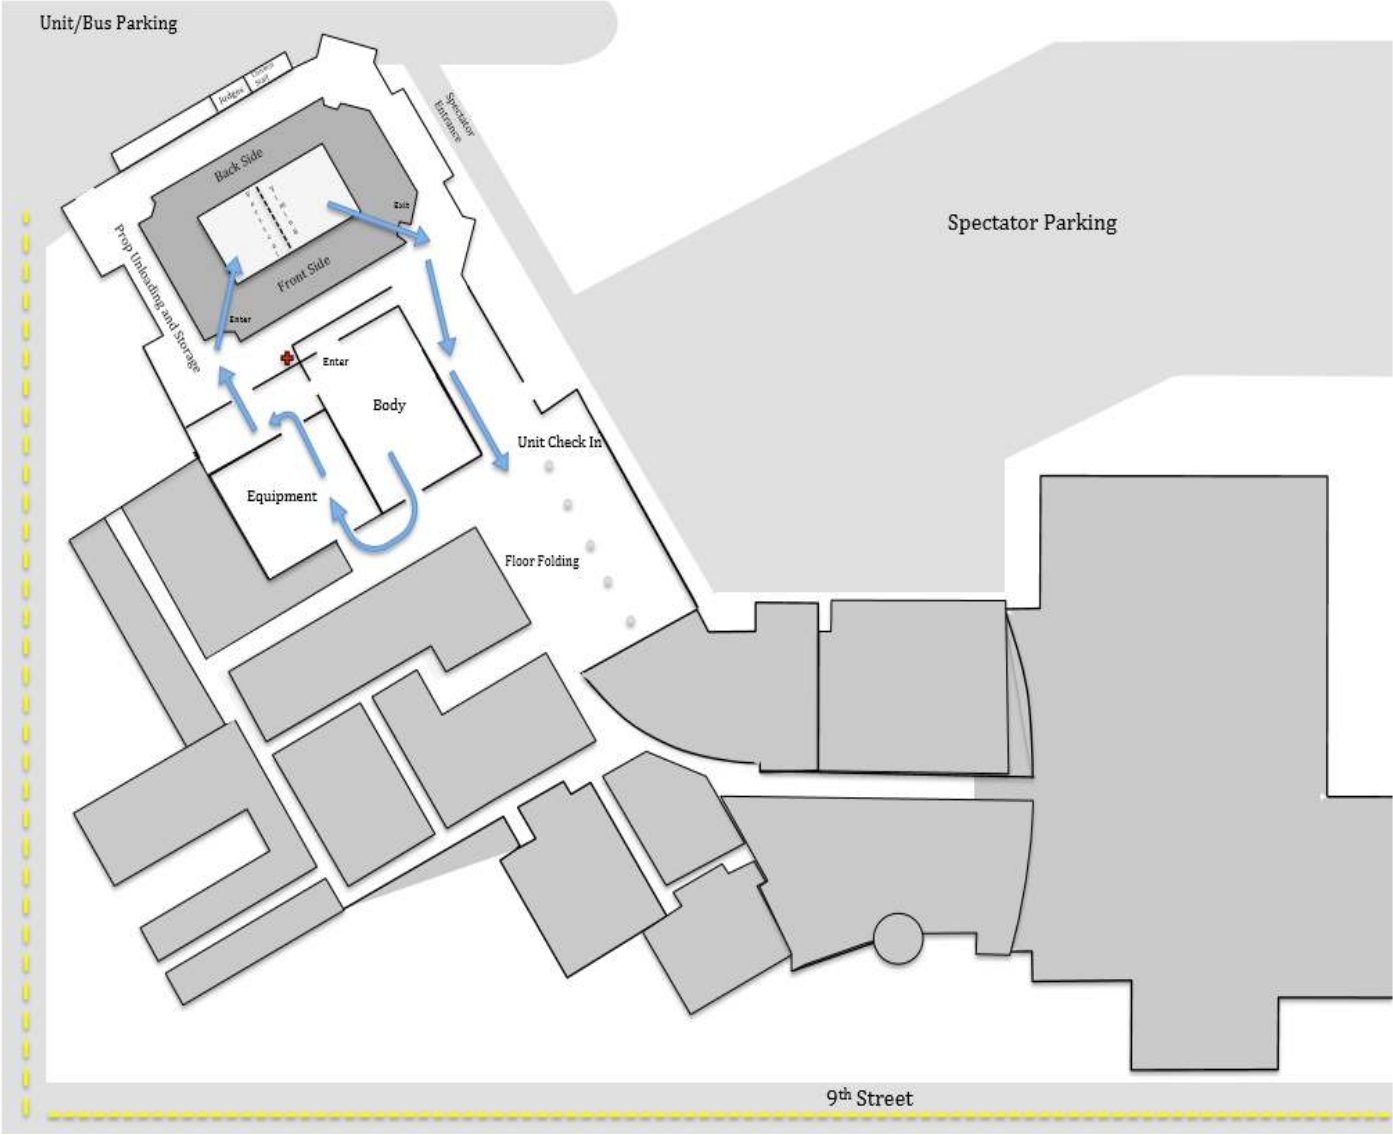 Unit/Bus Parking
Judges
Spectator
Entrance
Back Side
Exit
Spectator Parking
Prop Unloading and Storage
Front Side
Enter
Enter
Body
Unit Check In
Equipment
Floor Folding
9th Street